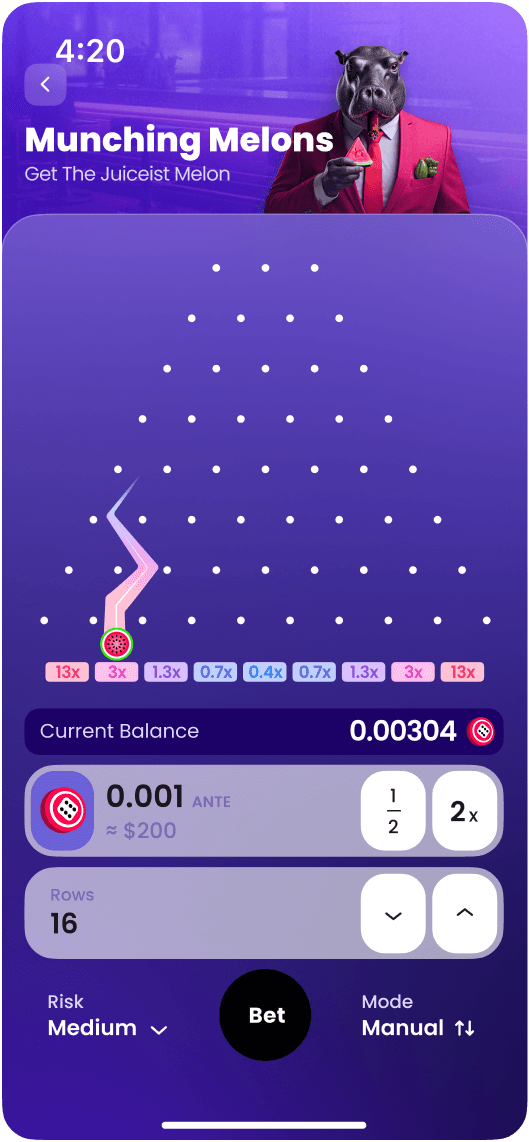 4:20
Munching Melons
Get The Juiceist Melon
13x 3x 1.3x 0.7x 0.4x 0.7x 1.3x 3x 13x
Current Balance 0.00304
0.001 ANTE
≈ $200
1
2
2x
Rows
16
Risk
Medium
Bet
Mode
Manual